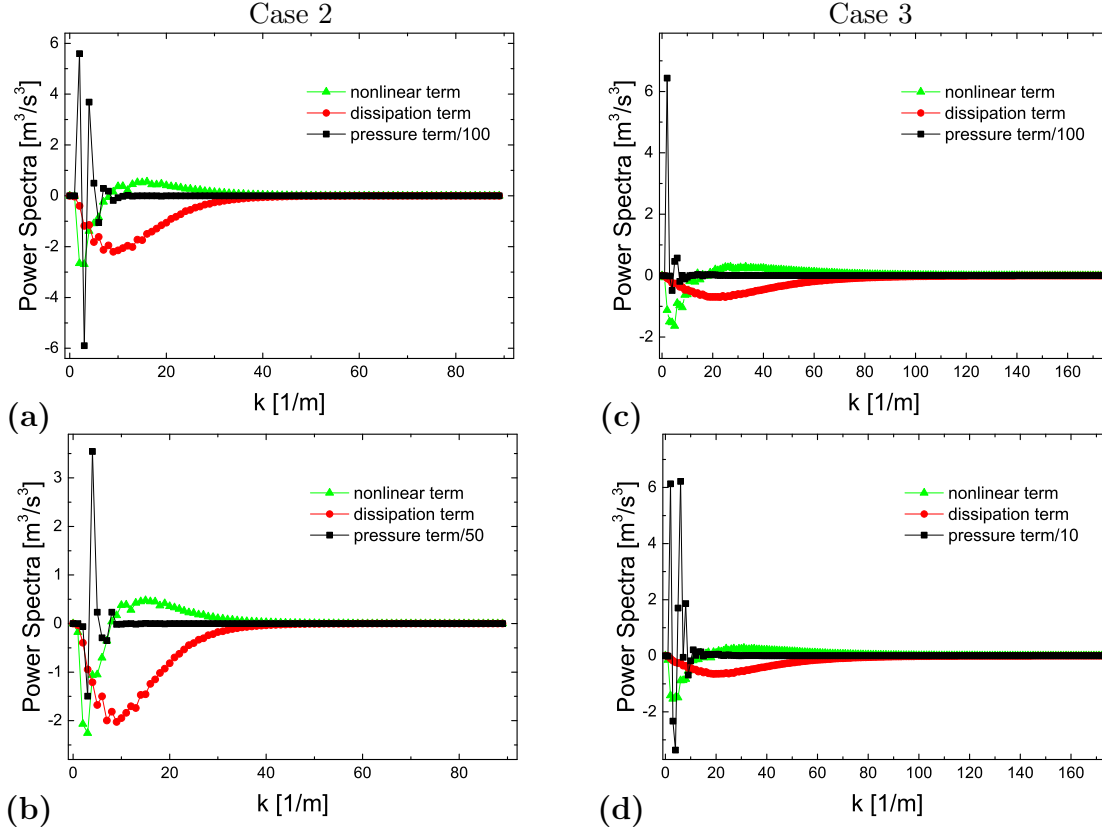 Case 2
Power Spectra [m³/s³]
6
4
2
0
-2
-4
-6
nonlinear term
dissipation term
pressure term/100
0
20
40
60
80
k [1/m]
(a)
Case 3
Power Spectra [m³/s³]
6
4
2
0
-2
nonlinear term
dissipation term
pressure term/100
0
20
40
60
80
100
120
140
160
k [1/m]
(c)
Power Spectra [m³/s³]
3
2
1
0
-1
-2
nonlinear term
dissipation term
pressure term/50
0
20
40
60
80
k [1/m]
(b)
Power Spectra [m³/s³]
6
4
2
0
-2
-4
nonlinear term
dissipation term
pressure term/10
0
20
40
60
80
100
120
140
160
k [1/m]
(d)